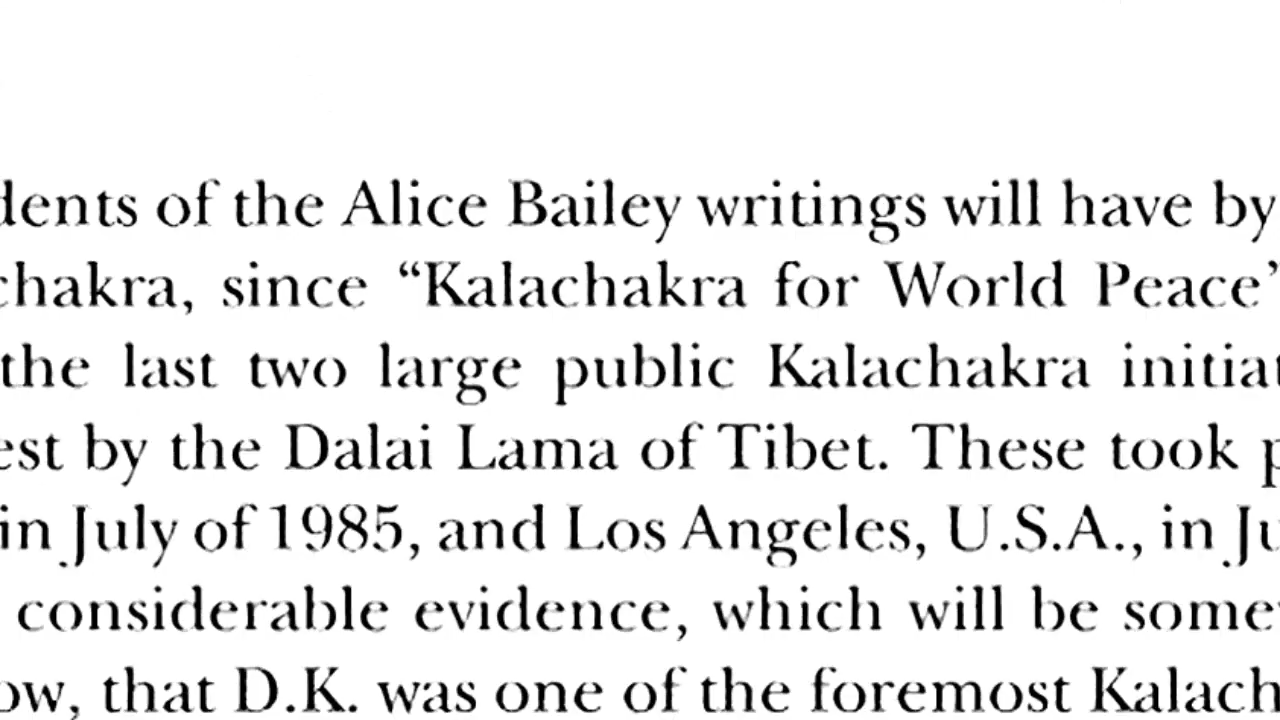 dents of the Alice Bailey writings will have by
chakra, since “Kalachakra for World Peace”
the last two large public Kalachakra initiat
est by the Dalai Lama of Tibet. These took p
in July of 1985, and Los Angeles, U.S.A., in Ju
considerable evidence, which will be some
ow, that D.K. was one of the foremost Kalach